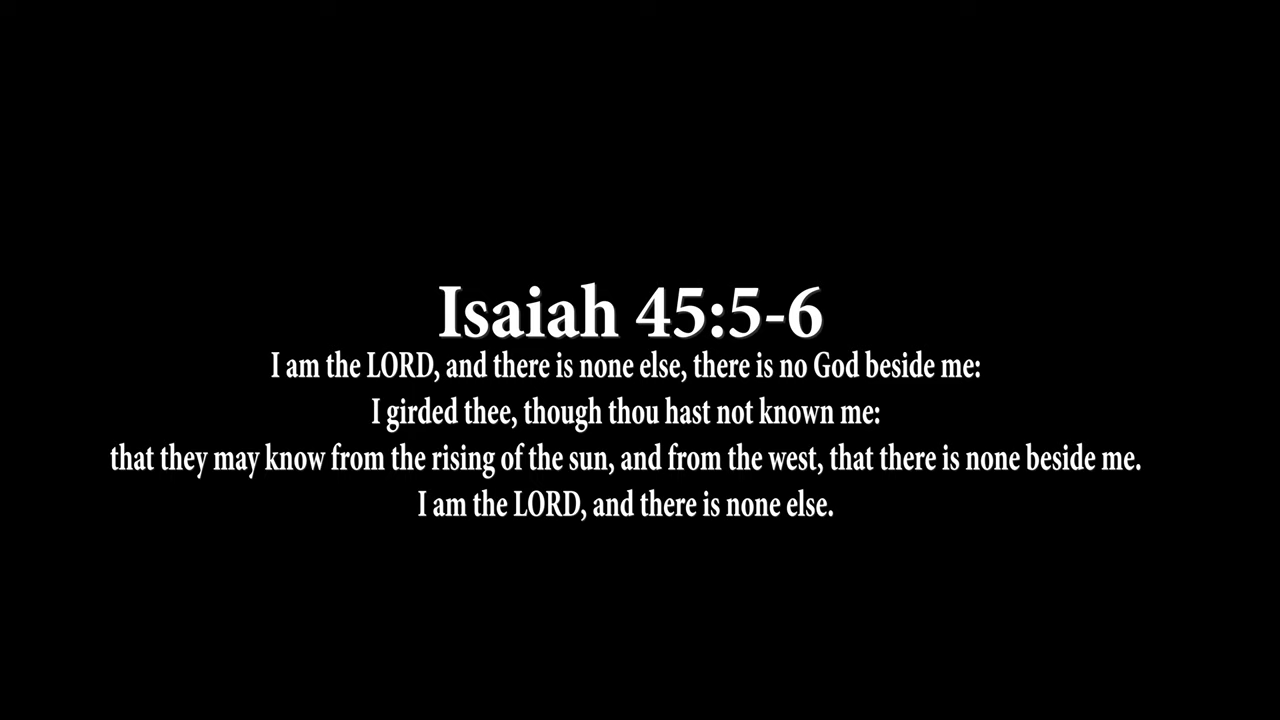 Isaiah 45:5-6
I am the LORD, and there is none else, there is no God beside me:
I girded thee, though thou hast not known me:
that they may know from the rising of the sun, and from the west, that there is none beside me.
I am the LORD, and there is none else.